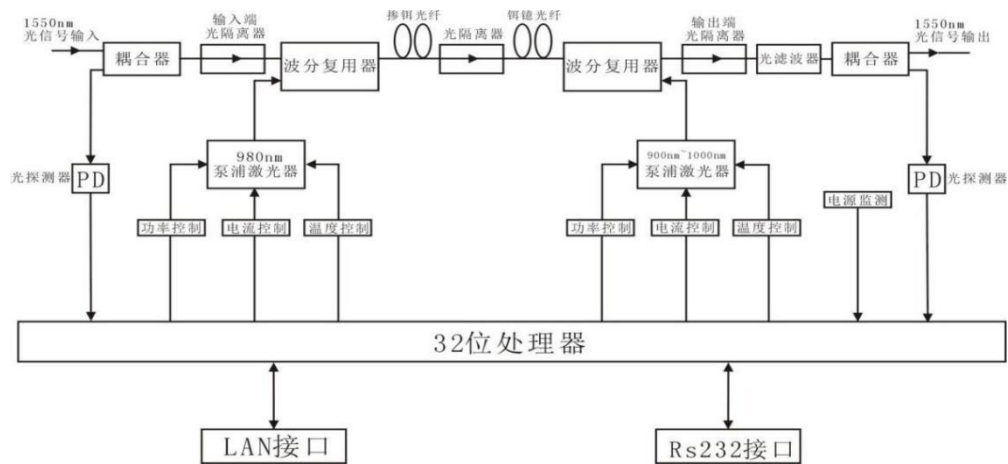 1550nm
光信号输入
耦合器
输入端
光隔离器
波分复用器
掺铒光纤
光隔离器
铒镱光纤
波分复用器
输出端
光隔离器
光滤波器
耦合器
1550nm
光信号输出
光探测器
PD
980nm
泵浦激光器
900nm~1000nm
泵浦激光器
PD
光探测器
电源监测
功率控制
电流控制
温度控制
功率控制
电流控制
温度控制
32位处理器
LAN接口
Rs232接口